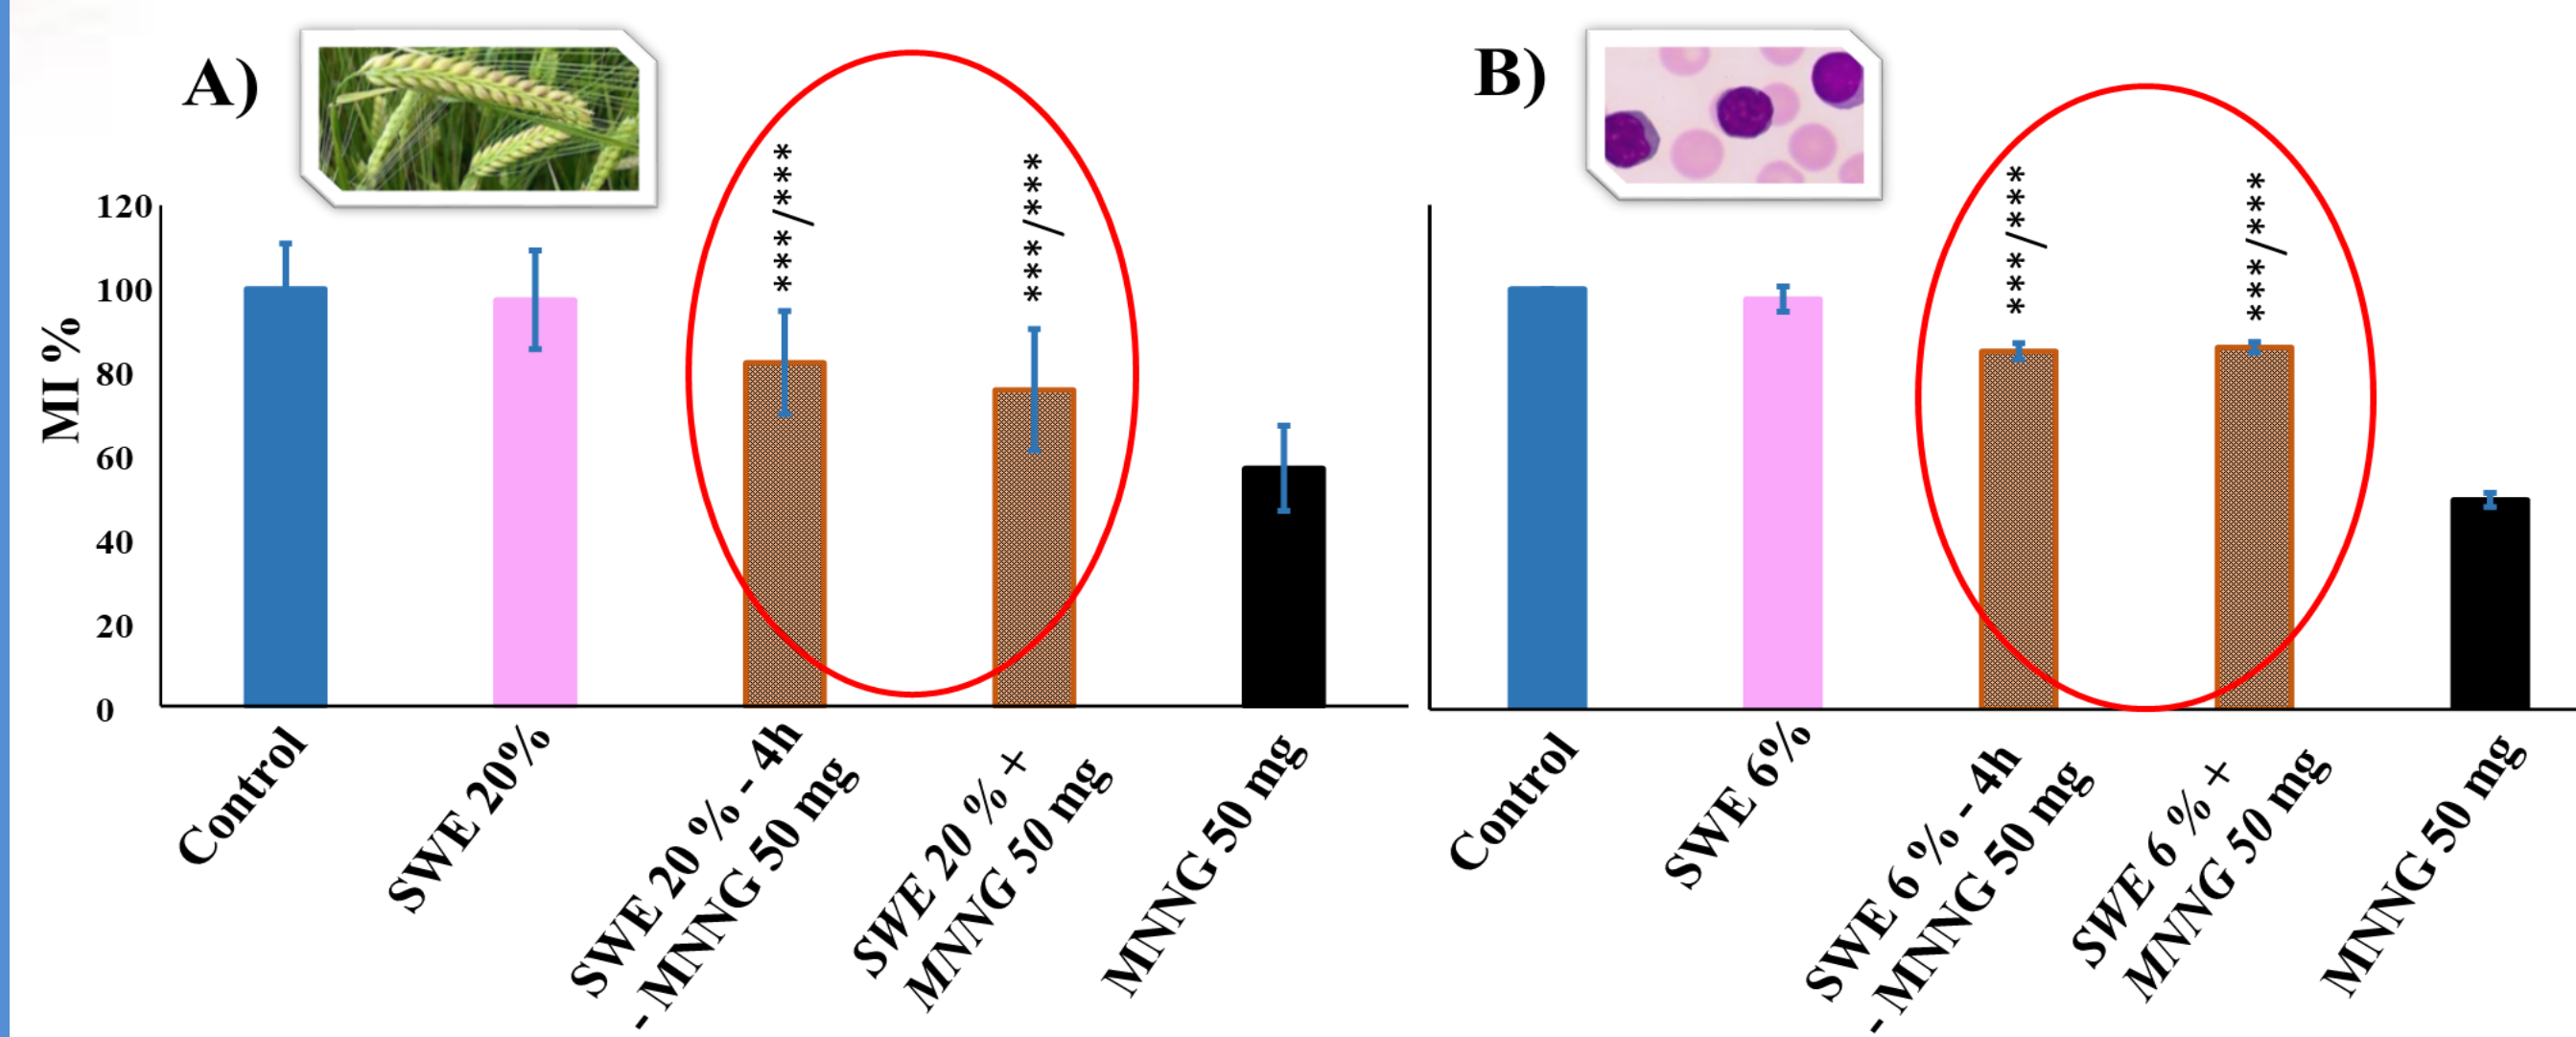 A)
B)
MI %
120
100
80
60
40
20
0
***/***
***/***
***/***
***/***
Control
SWE 20%
SWE 20 % - 4h
- MNNG 50 mg
SWE 20 % +
MNNG 50 mg
MNNG 50 mg
Control
SWE 6%
SWE 6 % - 4h
- MNNG 50 mg
SWE 6 % +
MNNG 50 mg
MNNG 50 mg